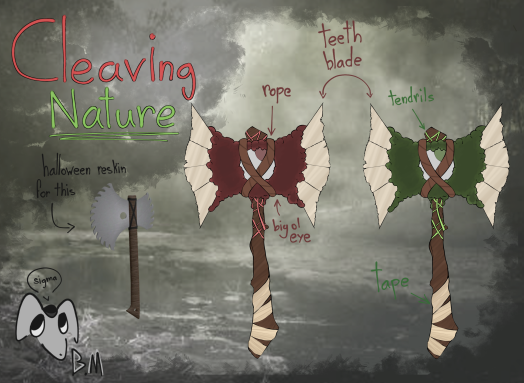 Cleaving
Nature
teeth
blade
rope
tendrils
halloween reskin
for this
big ol'
eye
tape
sigma
BM